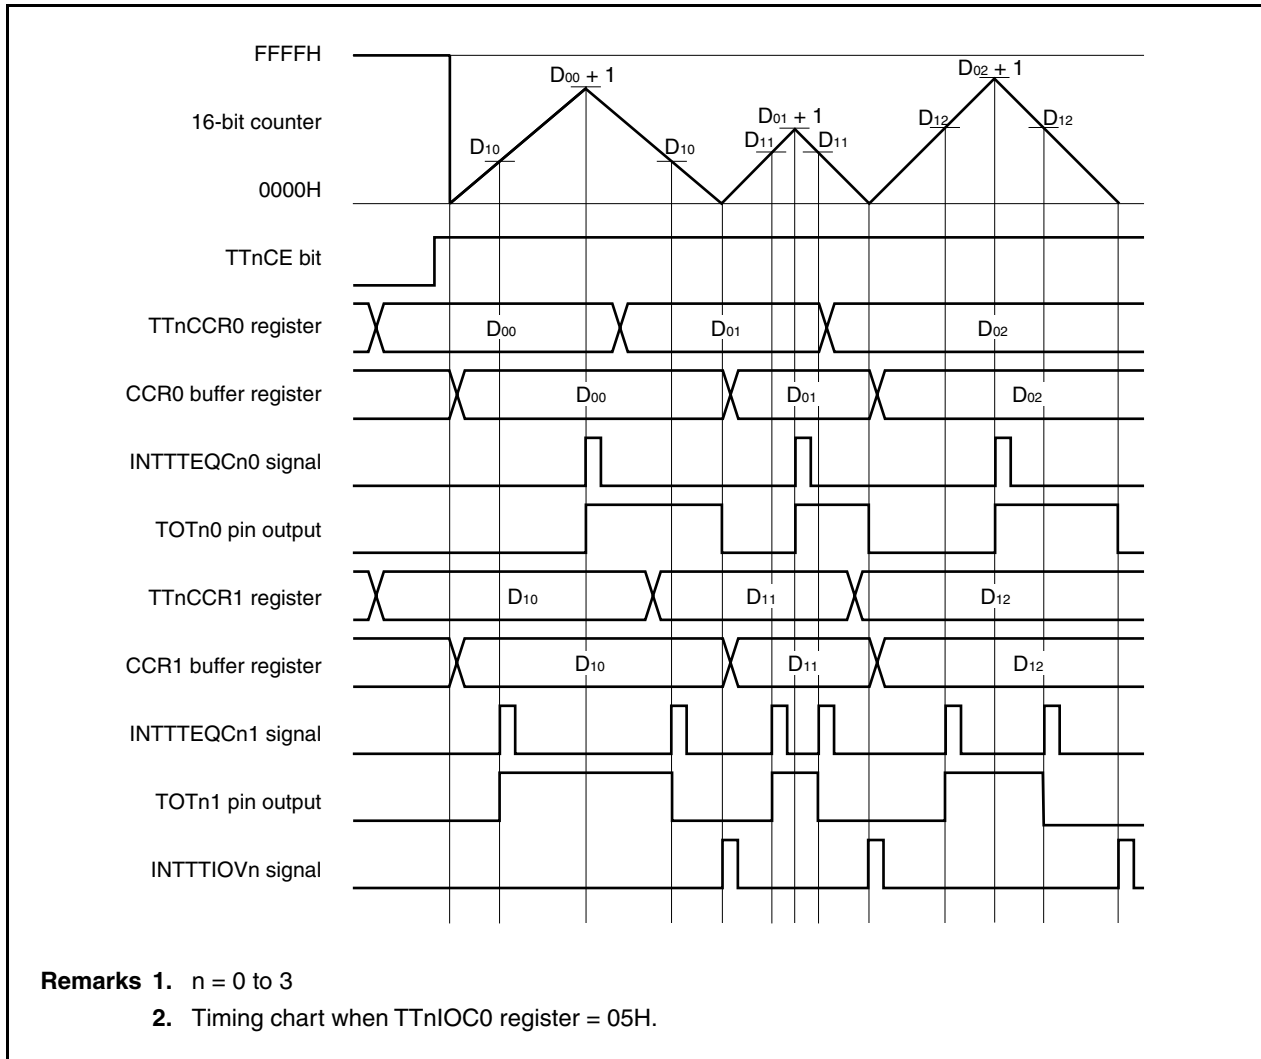 FFFFH
D00 + 1
D02 + 1
D01 + 1
16-bit counter
D12
D12
D10
D10
D11
D11
0000H
TTnCE bit
TTnCCR0 register
D00
D01
D02
CCR0 buffer register
D00
D01
D02
INTTTEQCn0 signal
TOTn0 pin output
TTnCCR1 register
D10
D11
D12
CCR1 buffer register
D10
D11
D12
INTTTEQCn1 signal
TOTn1 pin output
INTTTIOVn signal
Remarks 1. n = 0 to 3
2. Timing chart when TTnIOC0 register = 05H.